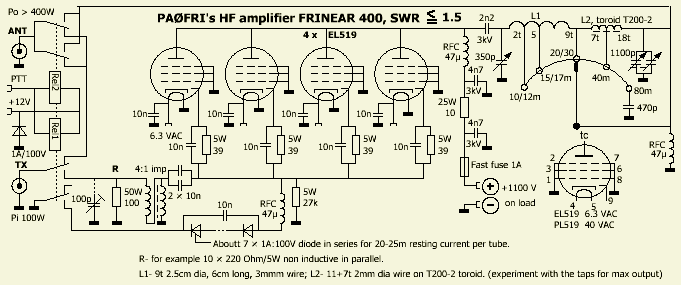 Po > 400W
PAØFRI's HF amplifier FRINEAR 400, SWR ≦ 1.5
ANT
4 x EL519
2n2
3kV
L1
L2, toroid T200-2
2t 5 9t
7t 18t
RFC
47µ
350p
20/30
1100p
PTT
Re2
4n7
3kV
15/17m
40m
10/12m
80m
+12V
10n
10n
10n
10n
25W
10
470p
6.3 VAC
Re1
4n7
3kV
1A/100V
10n
5W
39
10n
5W
39
10n
5W
39
10n
5W
39
tc
RFC
47µ
TX
R
4:1 imp
Fast fuse 1A
2
3
1
7
6
8
4 5 9
100p
50W
100
2 × 10n
10n
RFC
47µ
5W
27k
+1100 V
on load
Pi 100W
EL519 6.3 VAC
PL519 40 VAC
Aboutt 7 × 1A:100V diode in series for 20-25m resting current per tube.
R- for example 10 × 220 Ohm/5W non inductive in parallel.
L1- 9t 2.5cm dia, 6cm long, 3mmm wire; L2- 11+7t 2mm dia wire on T200-2 toroid. (experiment with the taps for max output)